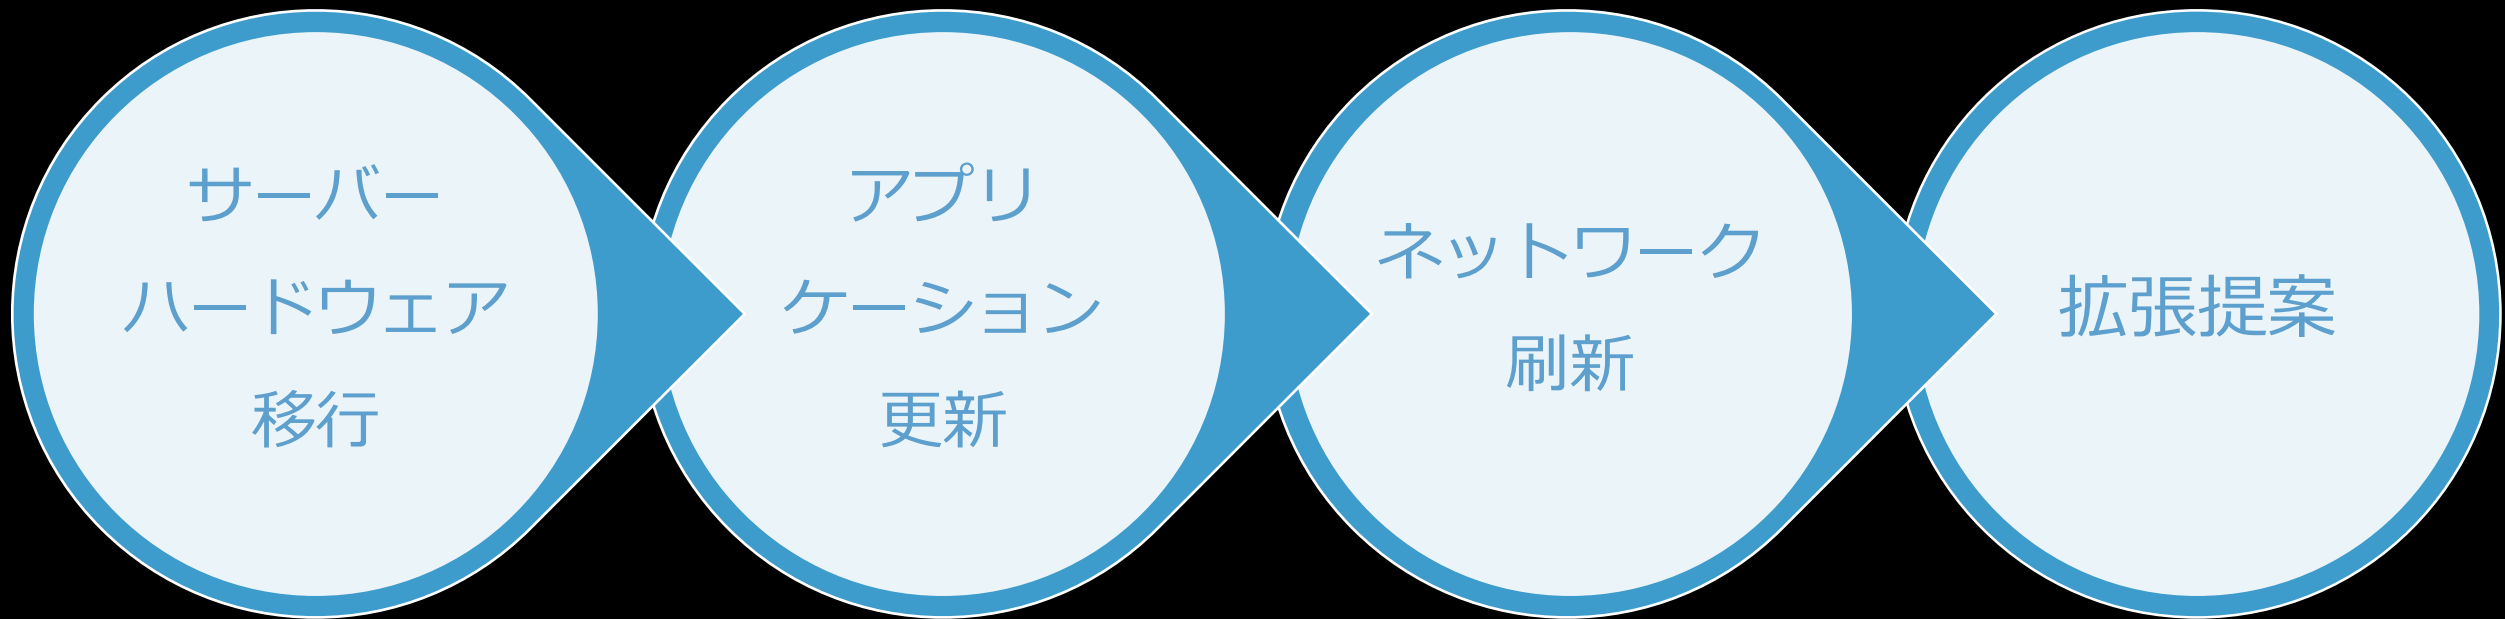 サーバー
ハードウエア
移行
アプリ
ケーション
更新
ネットワーク
刷新
拡張提案